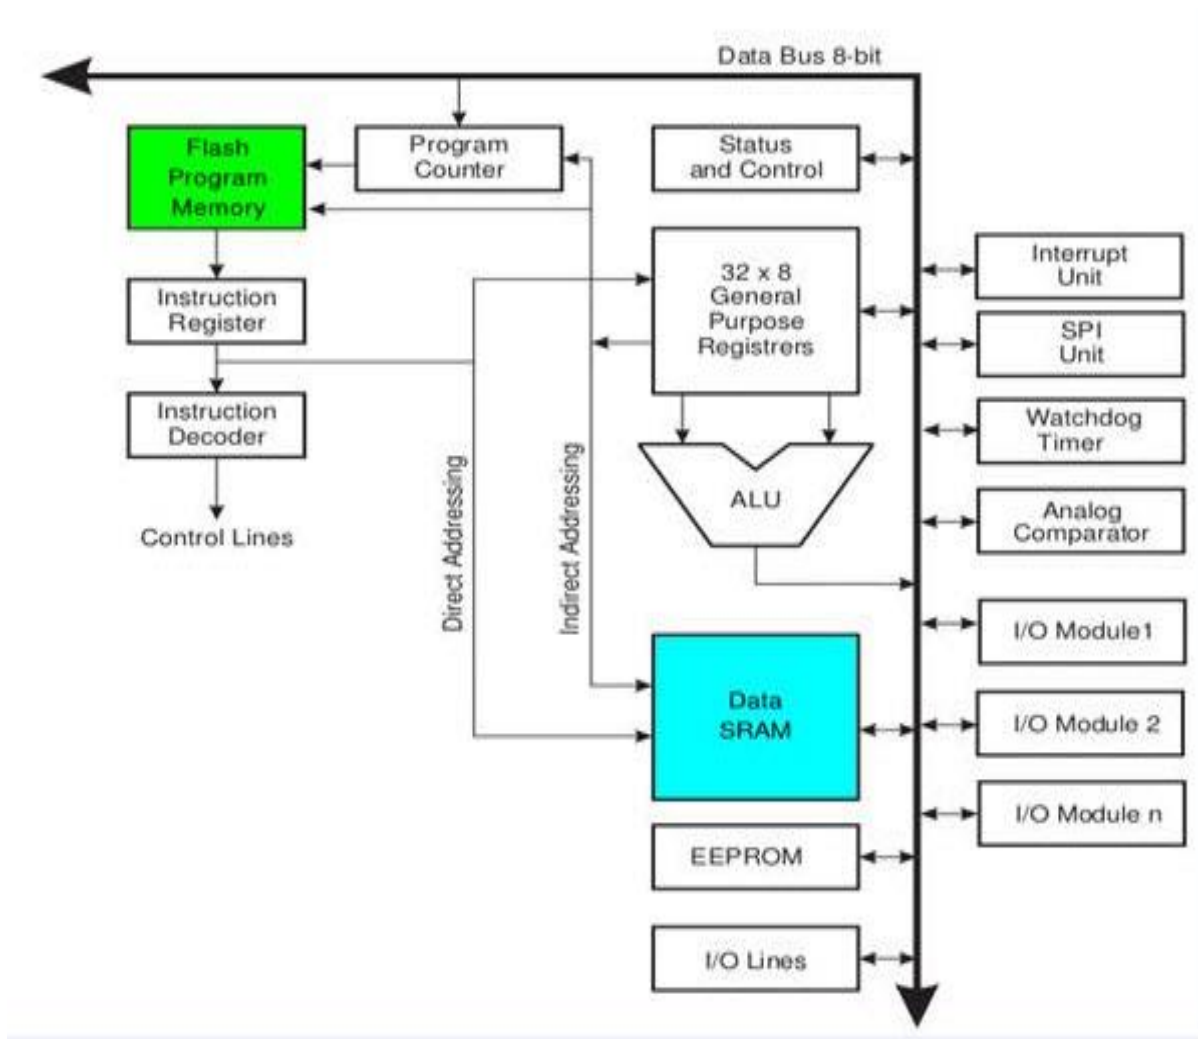 Data Bus 8-bit
Flash
Program
Memory
Program
Counter
Status
and Control
Instruction
Register
32 x 8
General
Purpose
Registrers
Interrupt
Unit
SPI
Unit
Instruction
Decoder
Watchdog
Timer
Direct Addressing
Indirect Addressing
ALU
Analog
Comparator
Control Lines
I/O Module1
Data
SRAM
I/O Module 2
I/O Module n
EEPROM
I/O Lines